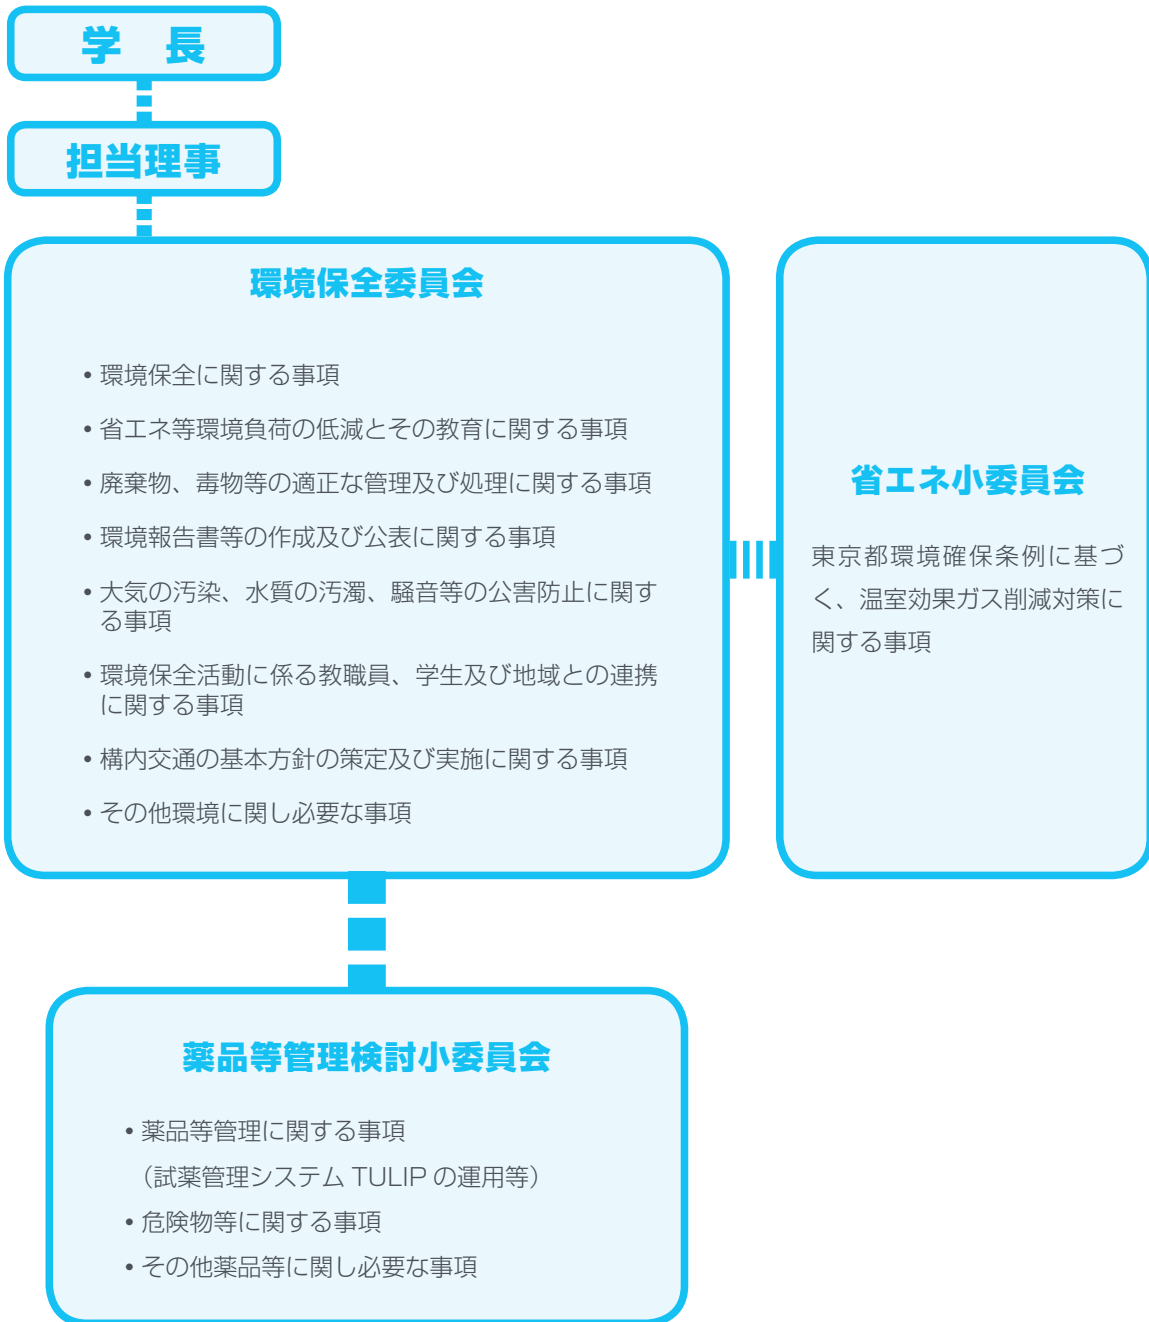 学　長
担当理事
環境保全委員会
•環境保全に関する事項
•省エネ等環境負荷の低減とその教育に関する事項
•廃棄物、毒物等の適正な管理及び処理に関する事項
•環境報告書等の作成及び公表に関する事項
•大気の汚染、水質の汚濁、騒音等の公害防止に関す
る事項
•環境保全活動に係る教職員、学生及び地域との連携
に関する事項
•構内交通の基本方針の策定及び実施に関する事項
•その他環境に関し必要な事項
省エネ小委員会
東京都環境確保条例に基づ
く、温室効果ガス削減対策に
関する事項
薬品等管理検討小委員会
•薬品等管理に関する事項
（試薬管理システム TULIP の運用等）
•危険物等に関する事項
•その他薬品等に関し必要な事項